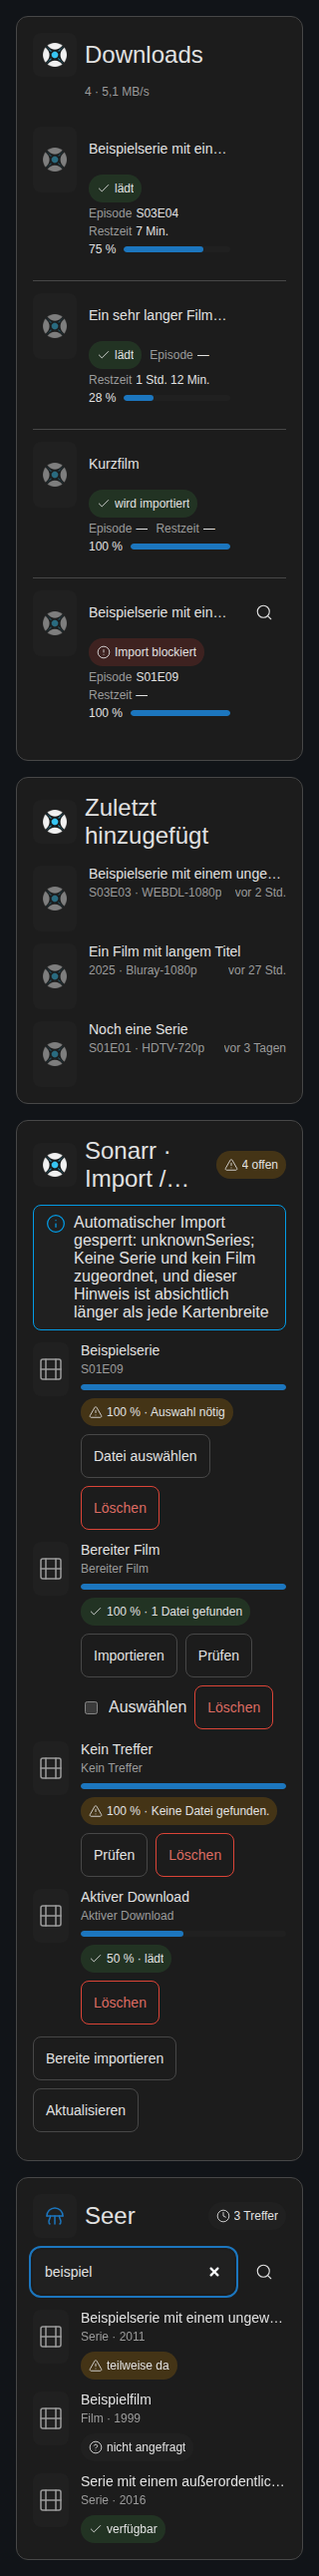 Downloads
4 · 5,1 MB/s
Beispielserie mit ein…
lädt
Episode S03E04
Restzeit 7 Min.
75 %
Ein sehr langer Film…
lädt Episode —
Restzeit 1 Std. 12 Min.
28 %
Kurzfilm
wird importiert
Episode — Restzeit —
100 %
Beispielserie mit ein…
Import blockiert
Episode S01E09
Restzeit —
100 %
Zuletzt
hinzugefügt
Beispielserie mit einem unge…
S03E03 · WEBDL-1080p vor 2 Std.
Ein Film mit langem Titel
2025 · Bluray-1080p vor 27 Std.
Noch eine Serie
S01E01 · HDTV-720p vor 3 Tagen
Sonarr ·
Import /…
4 offen
Automatischer Import
gesperrt: unknownSeries;
Keine Serie und kein Film
zugeordnet, und dieser
Hinweis ist absichtlich
länger als jede Kartenbreite
Beispielserie
S01E09
100 % · Auswahl nötig
Datei auswählen
Löschen
Bereiter Film
Bereiter Film
100 % · 1 Datei gefunden
Importieren Prüfen
Auswählen Löschen
Kein Treffer
Kein Treffer
100 % · Keine Datei gefunden.
Prüfen Löschen
Aktiver Download
Aktiver Download
50 % · lädt
Löschen
Bereite importieren
Aktualisieren
Seer
3 Treffer
beispiel
Beispielserie mit einem ungew…
Serie · 2011
teilweise da
Beispielfilm
Film · 1999
nicht angefragt
Serie mit einem außerordentlic…
Serie · 2016
verfügbar